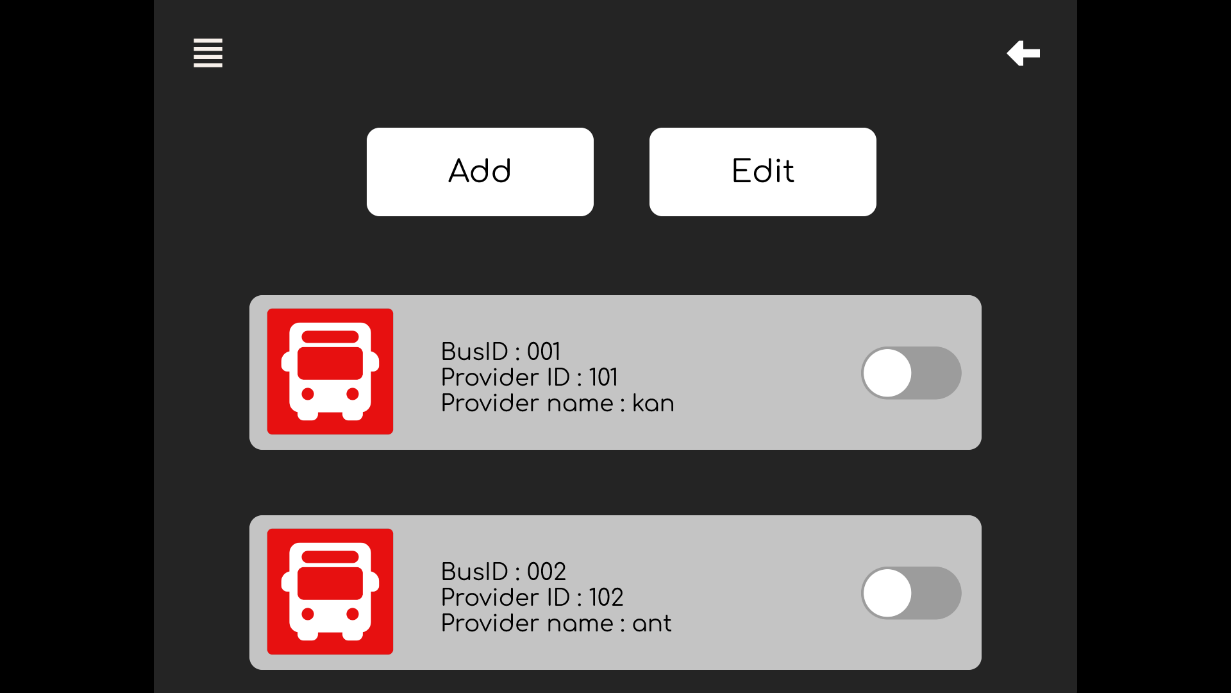 Add
Edit
BusID : 001
Provider ID : 101
Provider name : kan
BusID : 002
Provider ID : 102
Provider name : ant